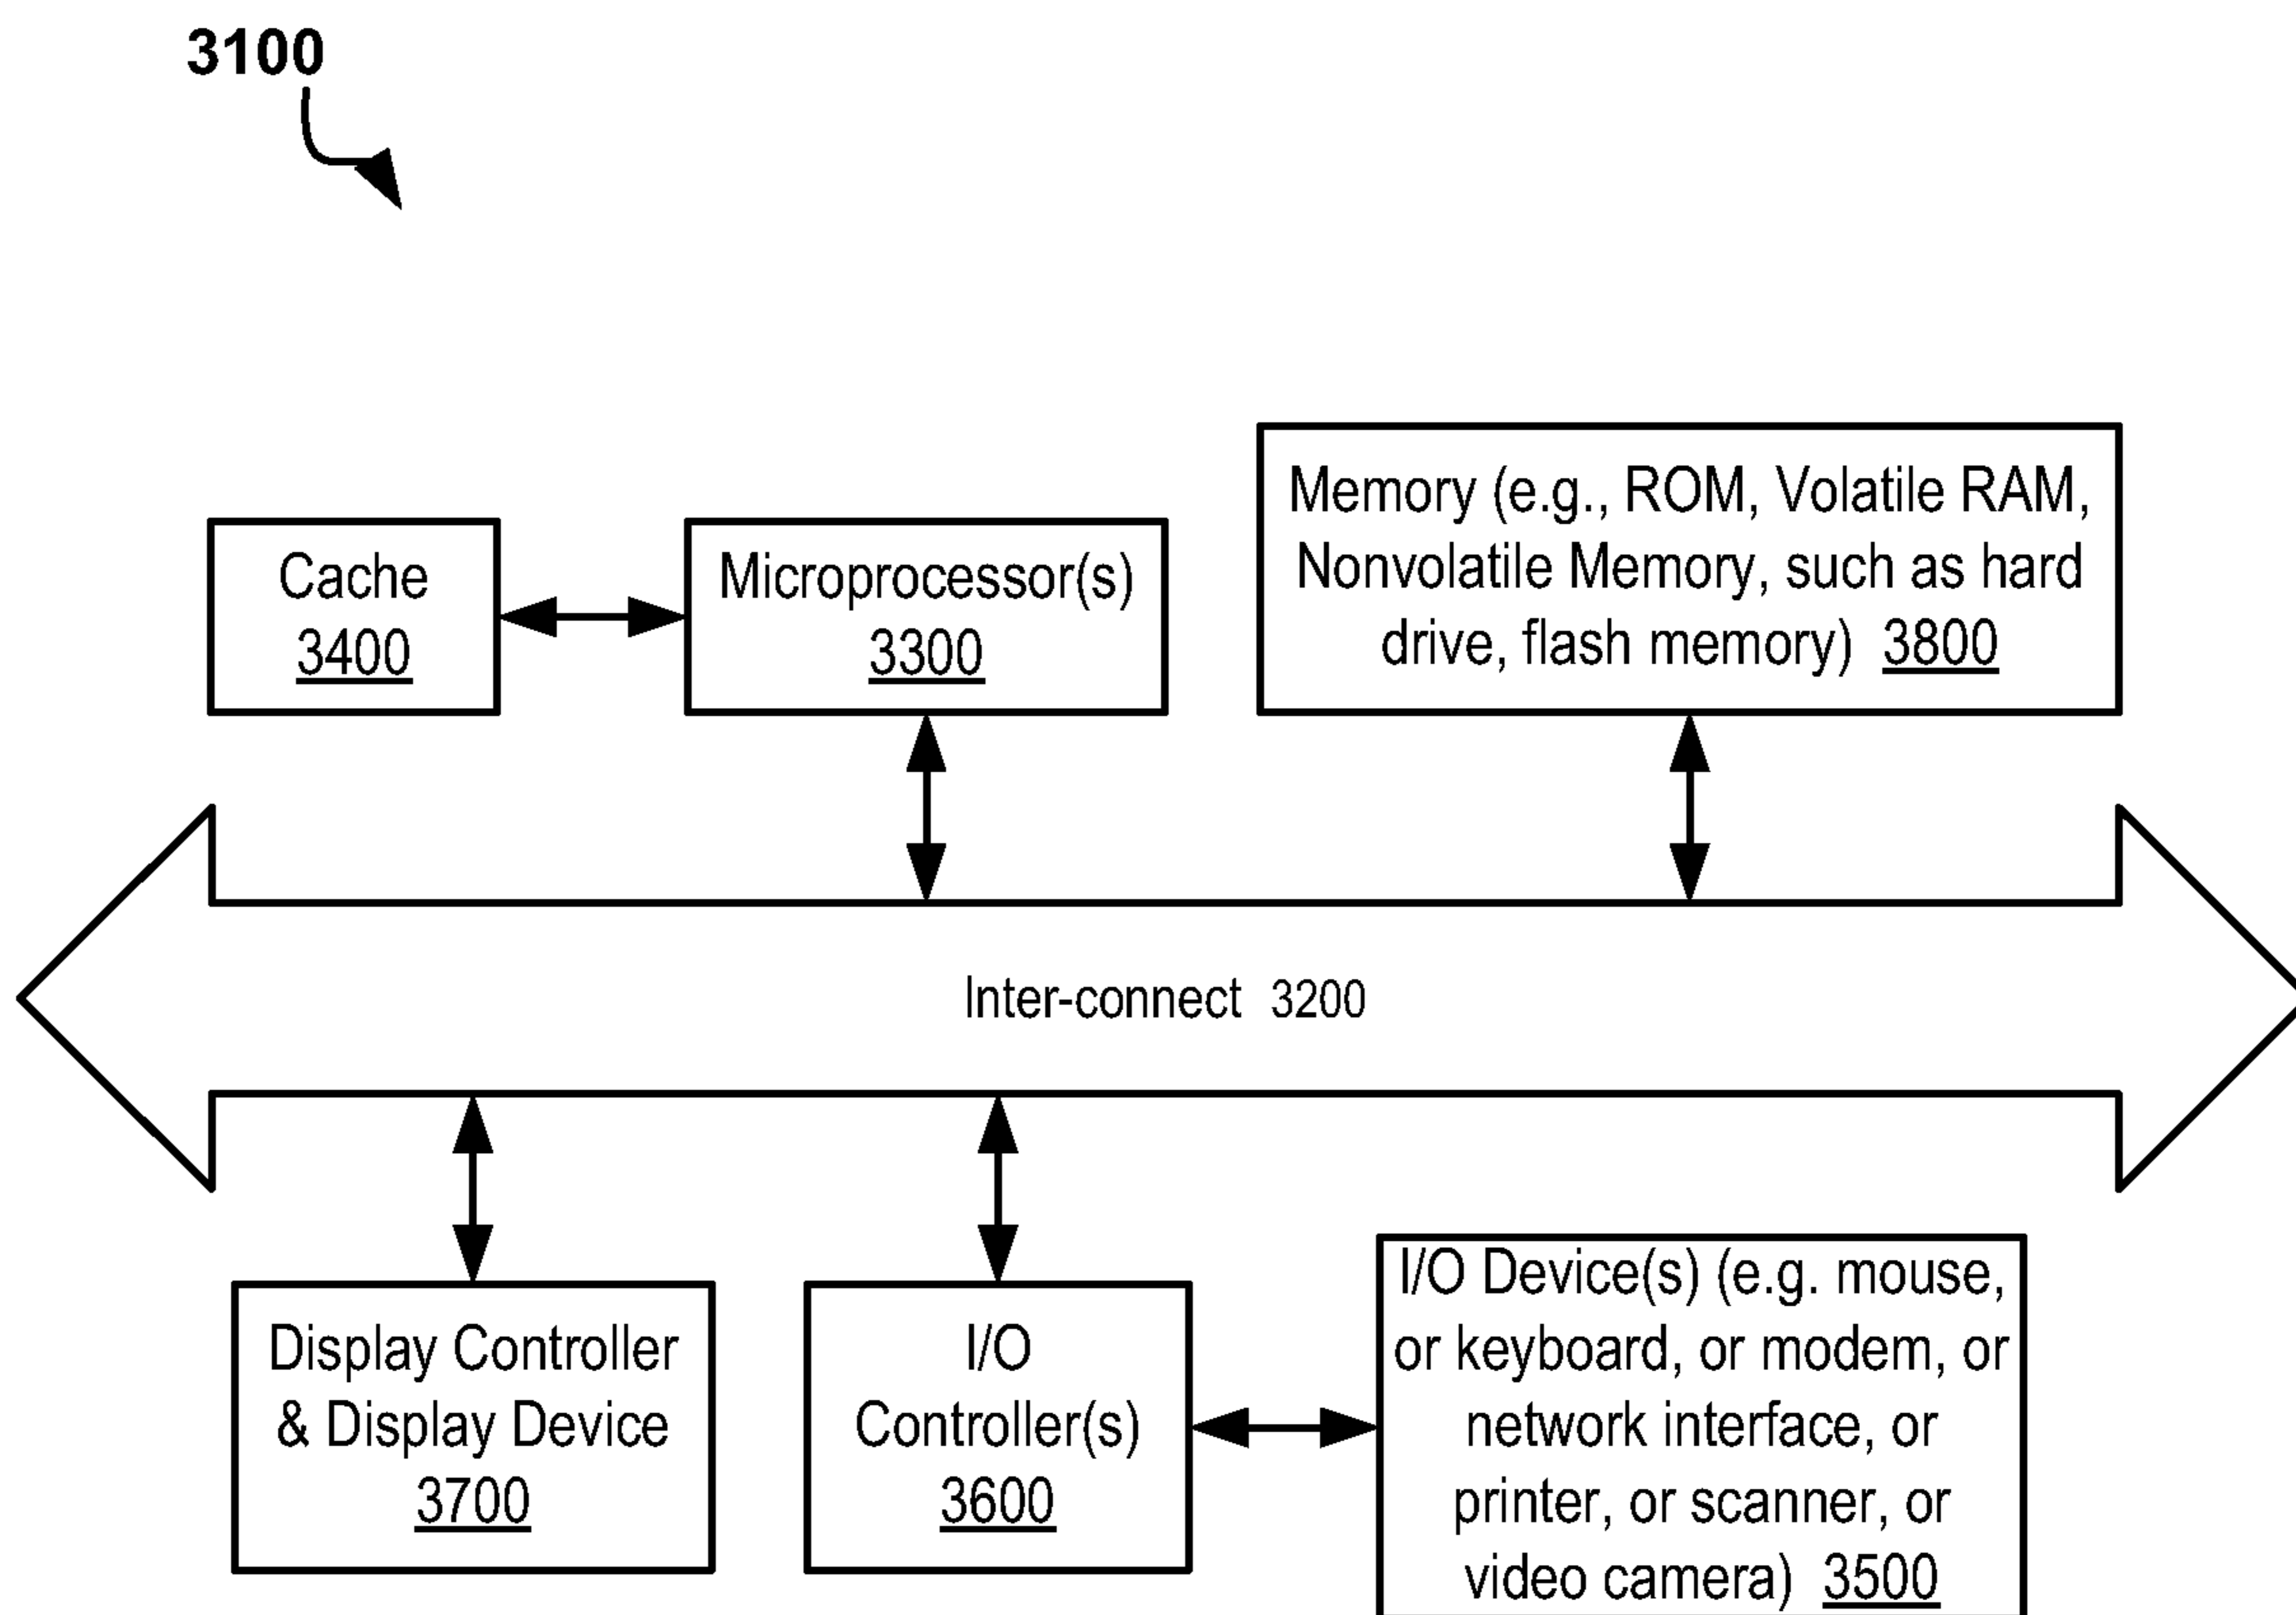 3100
Cache
3400
Microprocessor(s)
3300
Memory (e.g., ROM, Volatile RAM,
Nonvolatile Memory, such as hard
drive, flash memory) 3800
Inter-connect 3200
Display Controller
& Display Device
3700
I/O
Controller(s)
3600
I/O Device(s) (e.g. mouse,
or keyboard, or modem, or
network interface, or
printer, or scanner, or
video camera) 3500